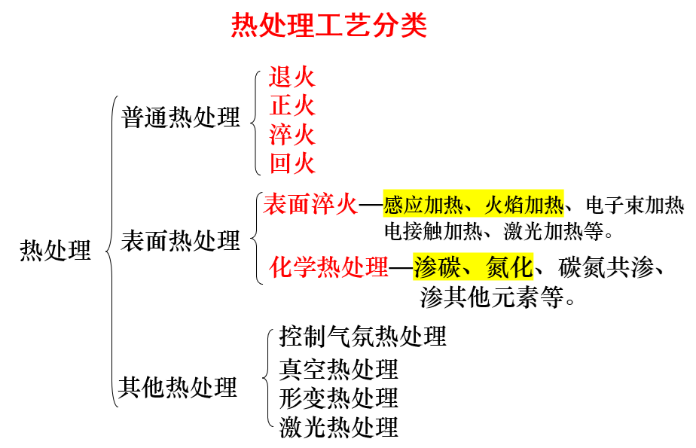 热处理工艺分类
热处理
普通热处理
退火
正火
淬火
回火
表面热处理
表面淬火—感应加热、火焰加热、电子束加热
电接触加热、激光加热等。
化学热处理—渗碳、氮化、碳氮共渗、
渗其他元素等。
其他热处理
控制气氛热处理
真空热处理
形变热处理
激光热处理